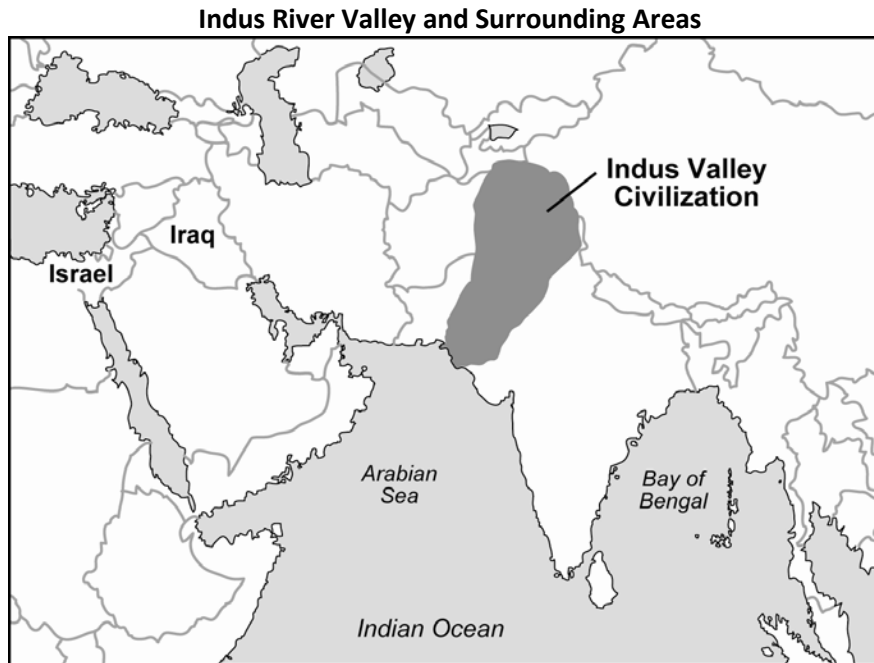 Indus River Valley and Surrounding Areas
Indus Valley
Civilization
Iraq
Israel
Arabian
Sea
Bay of
Bengal
Indian Ocean